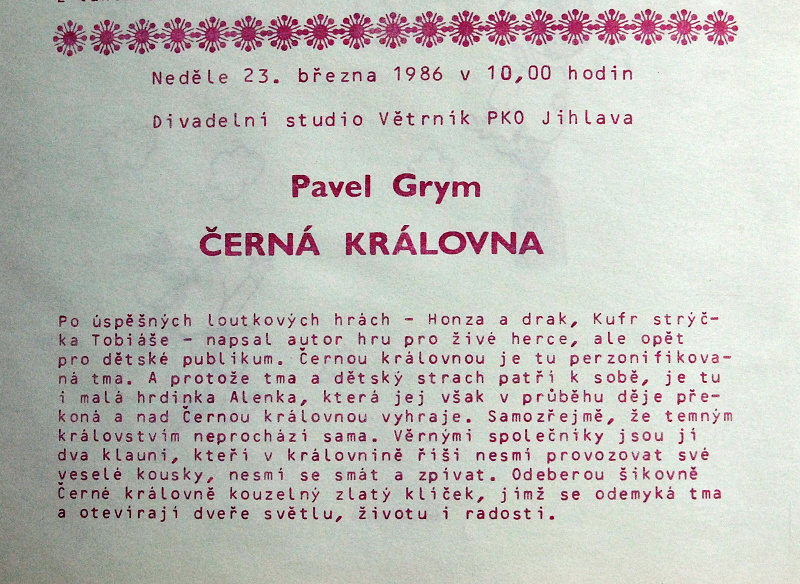 Neděle 23. března 1986 v 10,00 hodin
Divadelní studio Větrník PKO Jihlava
Pavel Grym
ČERNÁ KRÁLOVNA
Po úspěšných loutkových hrách - Honza a drak, Kufr strýč-
ka Tobiáše - napsal autor hru pro živé herce, ale opět
pro dětské publikum. Černou královnou je tu perzonifikova-
ná tma. A protože tma a dětský strach patří k sobě, je tu
i malá hrdinka Alenka, která jej však v průběhu děje pře-
koná a nad Černou královnou vyhraje. Samozřejmě, že temným
královstvím neprochází sama. Věrnými společníky jsou jí
dva klauni, kteří v královnině říši nesmí provozovat své
veselé kousky, nesmí se smát a zpívat. Odeberou šikovně
Černé královně kouzelný zlatý klíček, jímž se odemyká tma
a otevírají dveře světlu, životu i radosti.